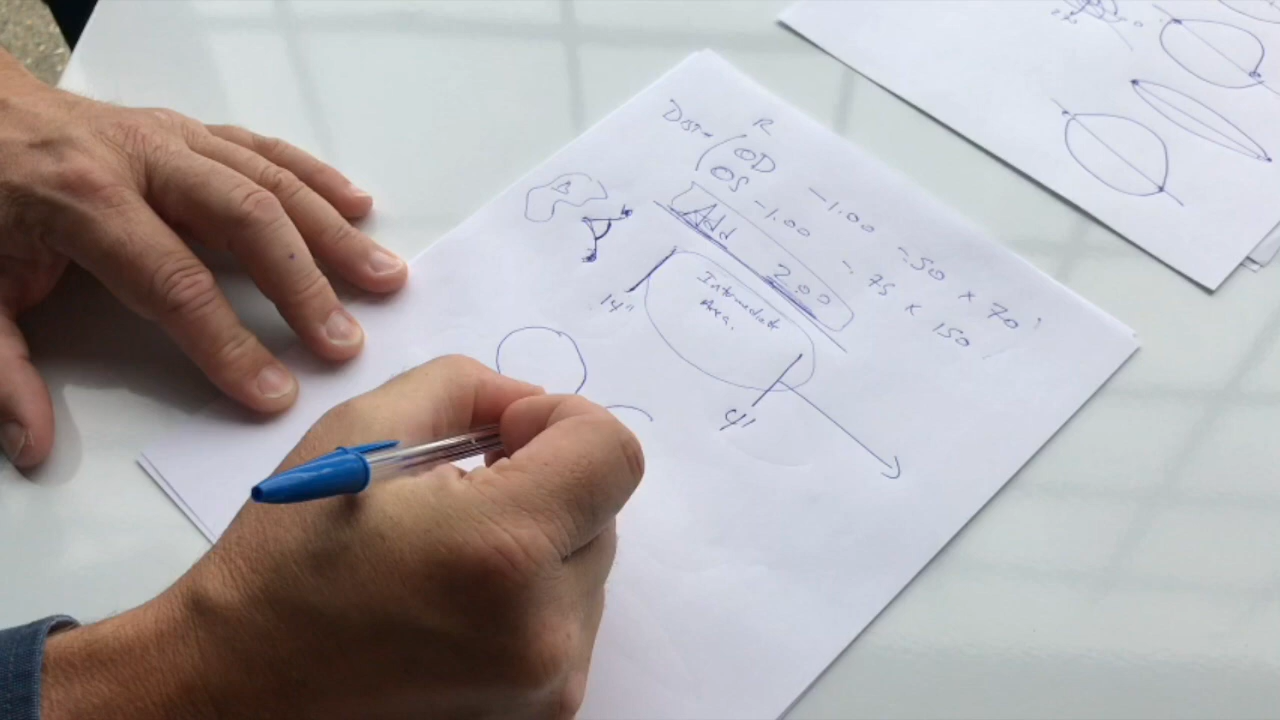 R
Dist-
OD -1.00 -.50 x 70
OS -1.00 -.75 x 150
Add 2.00
Intermediate
Area.
14"
4'